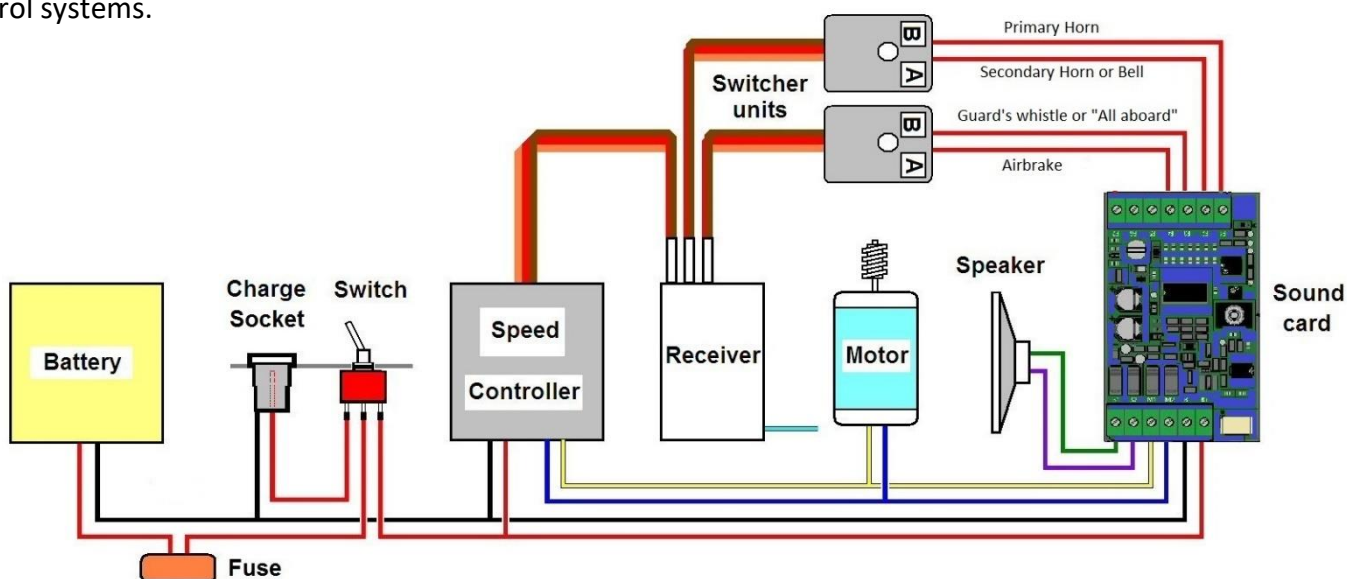 rol systems.
B
A
Primary Horn
Secondary Horn or Bell
Switcher
units
B
A
Guard's whistle or "All aboard"
Airbrake
Battery
Charge
Socket
Switch
Speed
Controller
Receiver
Motor
Speaker
Sound
card
Fuse